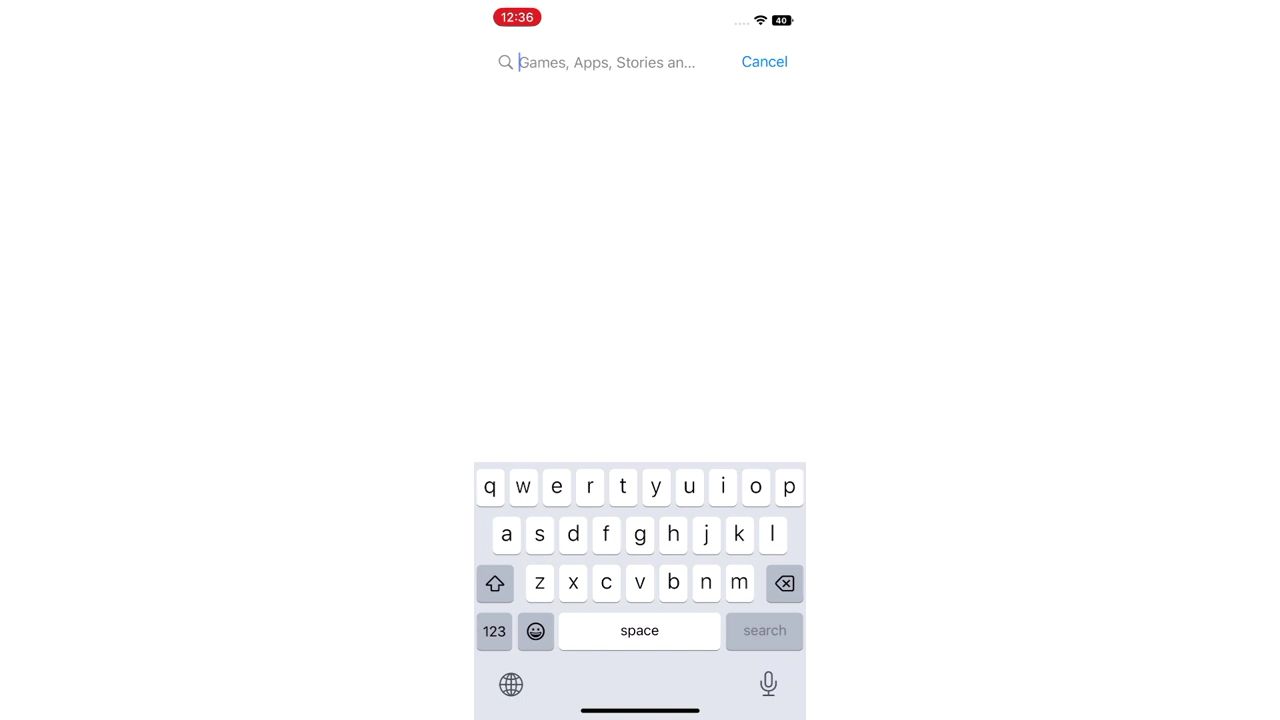 12:36
40
Games, Apps, Stories an...
Cancel
q w e r t y u i o p
a s d f g h j k l
z x c v b n m
123 space search